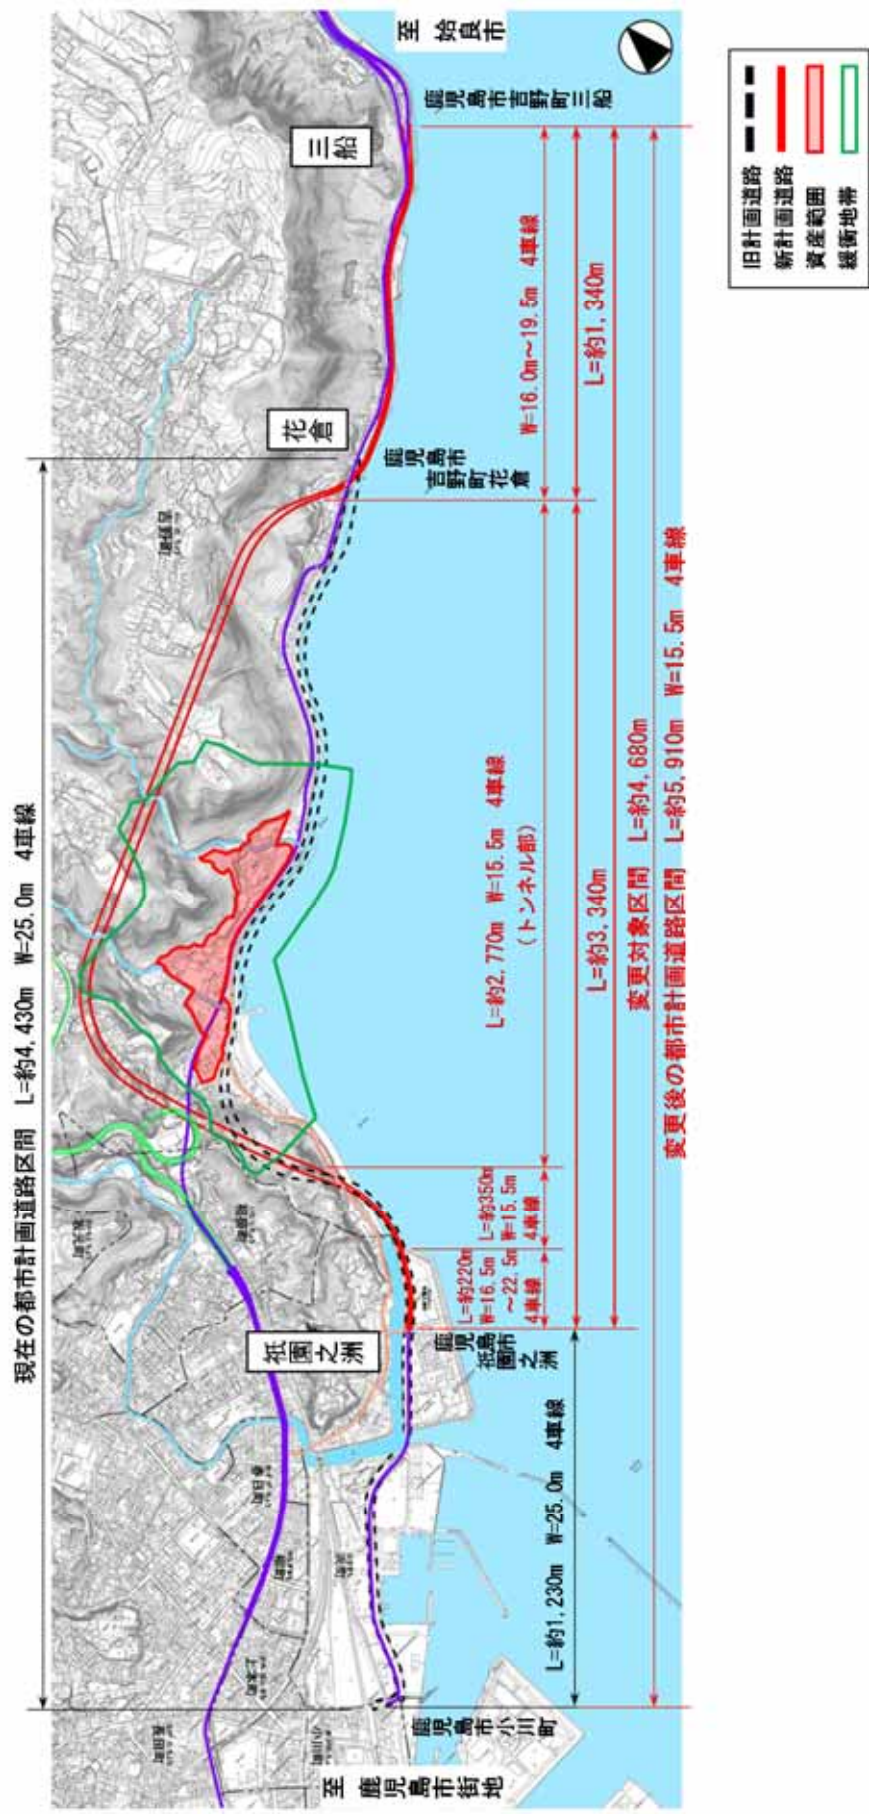 現在の都市計画道路区間 L=約4,430m W=25.0m 4車線
至 姶良市
鹿児島市吉野町三船
三船
花倉
鹿児島市
吉野町花倉
祇園之洲
鹿児島市
祇園之洲
鹿児島市小川町
至 鹿児島市街地
春日町
小川町
W=16.0m～19.5m 4車線
L=約1,340m
L=約2,770m W=15.5m 4車線
(トンネル部)
L=約350m
W=15.5m
4車線
L=約220m
W=16.5m
～22.5m
4車線
L=約3,340m
L=約1,230m W=25.0m 4車線
変更対象区間 L=約4,680m
変更後の都市計画道路区間 L=約5,910m W=15.5m 4車線
旧計画道路
新計画道路
資産範囲
緩衝地帯